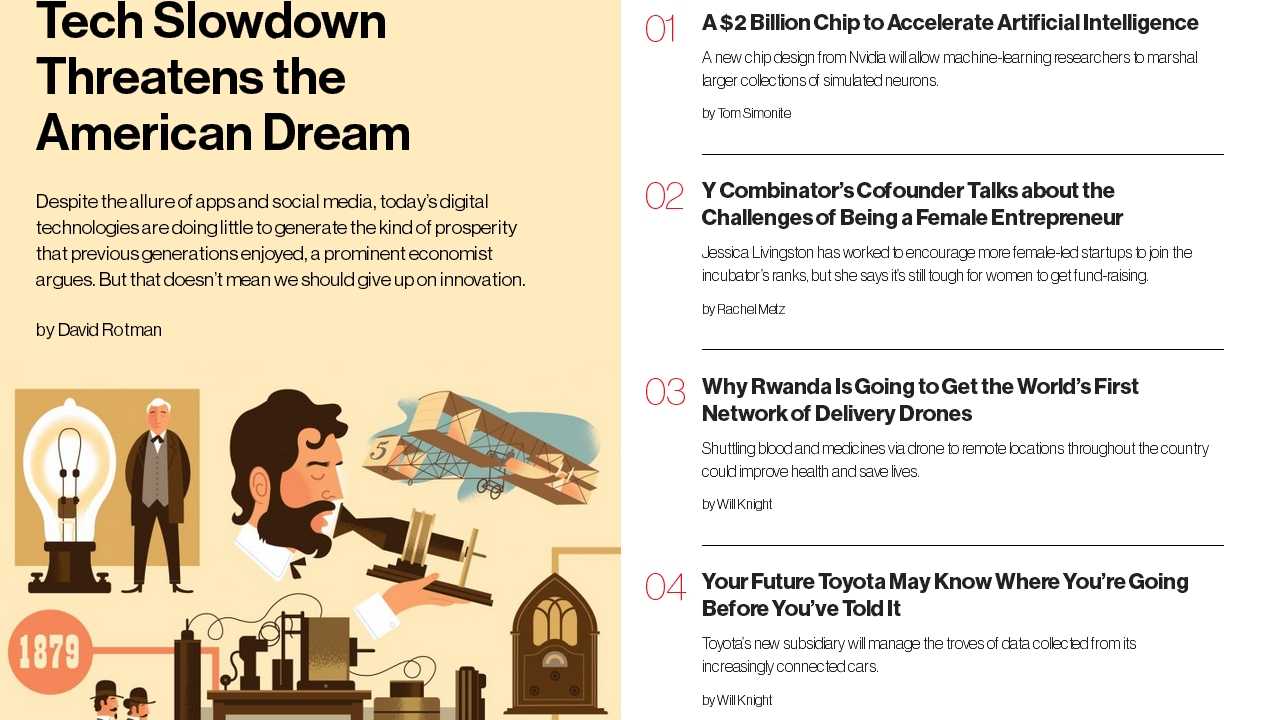 Tech Slowdown
Threatens the
American Dream
Despite the allure of apps and social media, today's digital
technologies are doing little to generate the kind of prosperity
that previous generations enjoyed, a prominent economist
argues. But that doesn't mean we should give up on innovation.
by David Rotman
5
1879
01
A $2 Billion Chip to Accelerate Artificial Intelligence
A new chip design from Nvidia will allow machine-learning researchers to marshal
larger collections of simulated neurons.
by Tom Simonite
02
Y Combinator's Cofounder Talks about the
Challenges of Being a Female Entrepreneur
Jessica Livingston has worked to encourage more female-led startups to join the
incubator's ranks, but she says it's still tough for women to get fund-raising.
by Rachel Metz
03
Why Rwanda Is Going to Get the World's First
Network of Delivery Drones
Shuttling blood and medicines via drone to remote locations throughout the country
could improve health and save lives.
by Will Knight
04
Your Future Toyota May Know Where You're Going
Before You've Told It
Toyota's new subsidiary will manage the troves of data collected from its
increasingly connected cars.
by Will Knight